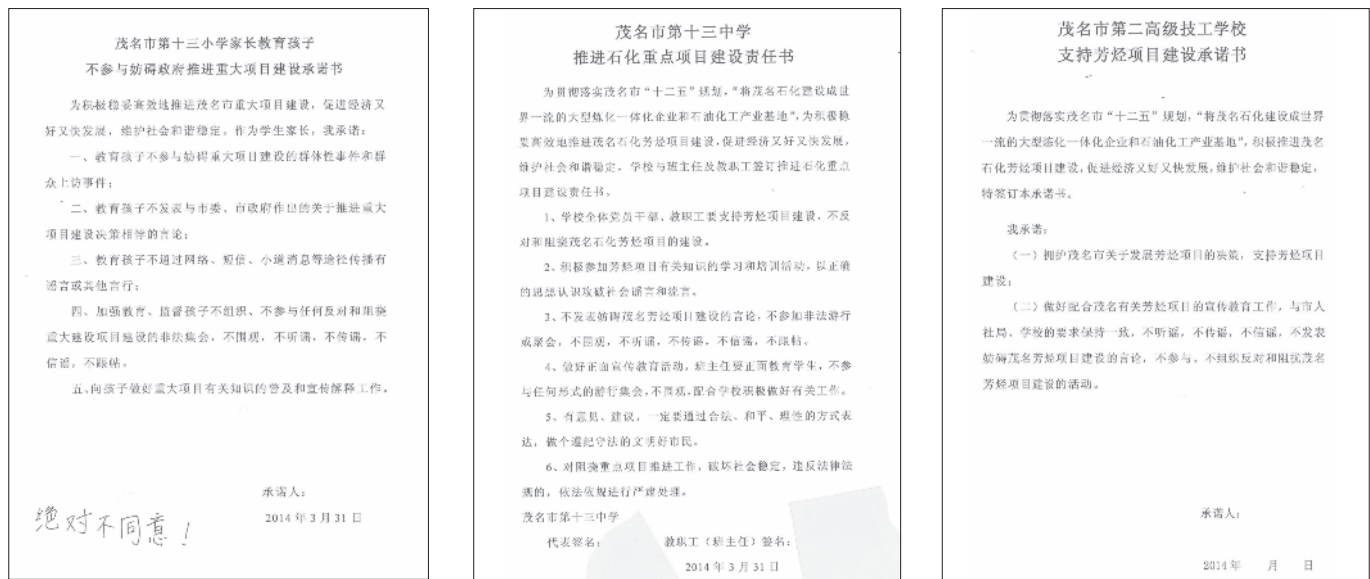 茂名市第十三小学家长教育孩子
不参与妨碍政府推进重大项目建设承诺书
为积极稳妥高效地推进茂名市重大项目建设，促进经济又
好又快发展，维护社会和谐稳定，作为学生家长，我承诺：
一、教育孩子不参与妨碍重大项目建设的群体性事件和群
众上访事件；
二、教育孩子不发表与市委、市政府作出的关于推进重大
项目建设决策相悖的言论；
三、教育孩子不通过网络、短信、小道消息等途径传播有
谣言或其他言行；
四、加强教育、监督孩子不组织、不参与任何反对和阻挠
重大建设项目建设的非法集会，不围观，不听谣，不传谣，不
信谣，不跟帖。
五、向孩子做好重大项目有关知识的普及和宣传解释工作。
承诺人：
2014年3月31日
绝对不同意！
茂名市第十三中学
推进石化重点项目建设责任书
为贯彻落实茂名市“十二五”规划，“将茂名石化建设成世
界一流的大型炼化一体化企业和石油化工产业基地”，为积极稳
妥高效地推进茂名石化芳烃项目建设，促进经济又好又快发展，
维护社会和谐稳定，学校与班主任及教职工签订推进石化重点
项目建设责任书。
1、学校全体党员干部、教职工要支持芳烃项目建设，不反
对和阻挠茂名石化芳烃项目的建设。
2、积极参加芳烃项目有关知识的学习和培训活动，以正确
的思想认识攻破社会谣言和流言。
3、不发表妨碍茂名芳烃项目建设的言论，不参加非法游行
或聚会，不围观，不听谣，不传谣，不信谣，不跟帖。
4、做好正面宣传教育活动，班主任要正面教育学生，不参
与任何形式的游行集会，不围观，配合学校积极做好有关工作。
5、有意见、建议，一定要通过合法、和平、理性的方式表
达，做个遵纪守法的文明好市民。
6、对阻挠重点项目推进工作，破坏社会稳定，违反法律法
规的，依法依规进行严肃处理。
茂名市第十三中学
代表签名： 教职工（班主任）签名：
2014年3月31日
茂名市第二高级技工学校
支持芳烃项目建设承诺书
为贯彻落实茂名市“十二五”规划，“将茂名石化建设成世界
一流的大型炼化一体化企业和石油化工产业基地”，积极推进茂名
石化芳烃项目建设，促进经济又好又快发展，维护社会和谐稳定，
特签订本承诺书。
我承诺：
（一）拥护茂名市关于发展芳烃项目的决策，支持芳烃项目
建设；
（二）做好配合茂名有关芳烃项目的宣传教育工作，与市人
社局、学校的要求保持一致，不听谣，不传谣，不信谣，不发表
妨碍茂名芳烃项目建设的言论，不参与、不组织反对和阻抗茂名
芳烃项目建设的活动。
承诺人：
2014年 月 日